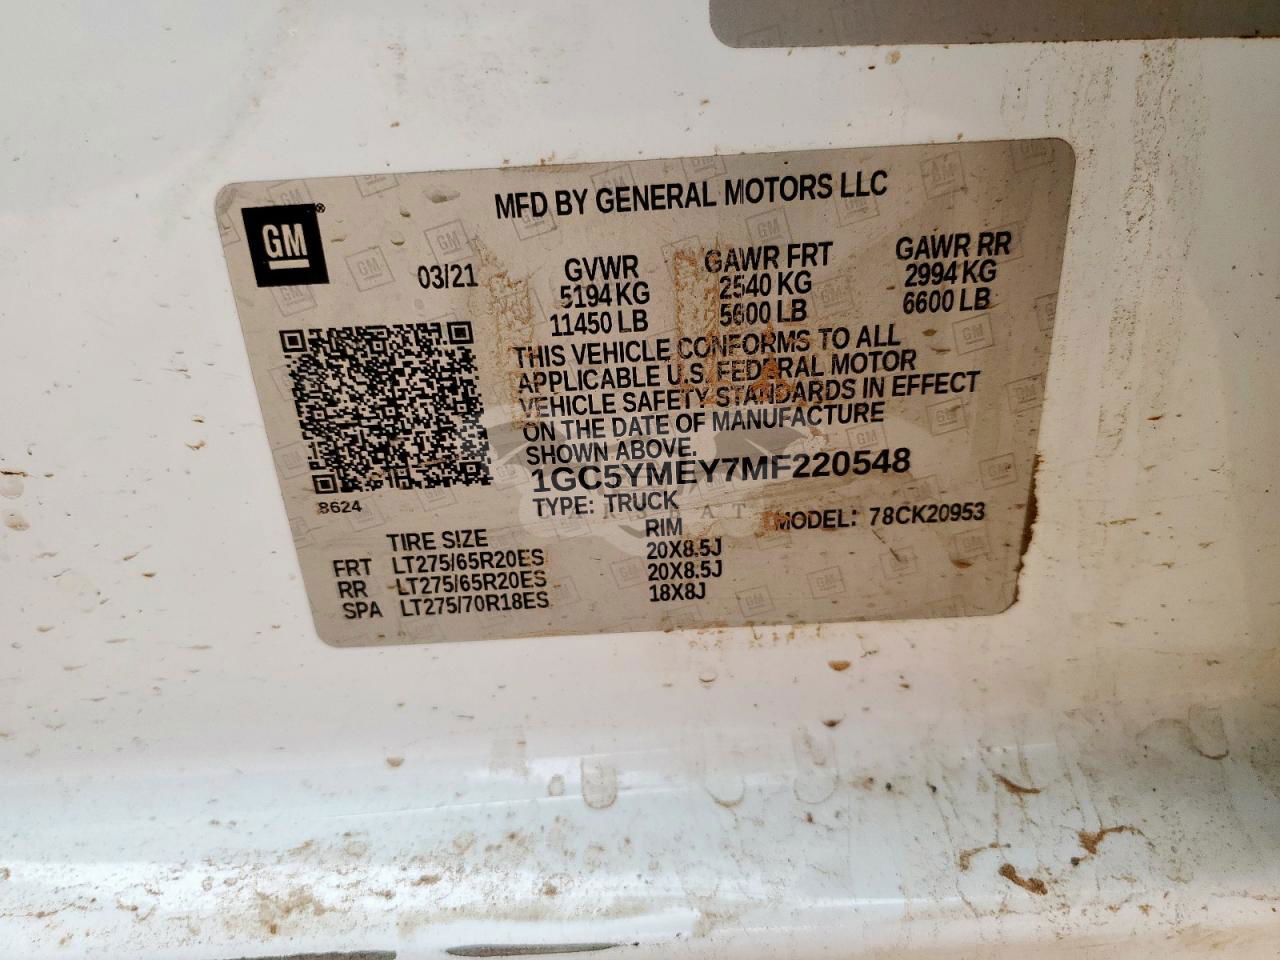 MFD BY GENERAL MOTORS LLC
GM
03/21
GVWR GAWR FRT GAWR RR
5194 KG 2540 KG 2994 KG
11450 LB 5600 LB 6600 LB
THIS VEHICLE CONFORMS TO ALL
APPLICABLE U.S. FEDERAL MOTOR
VEHICLE SAFETY STANDARDS IN EFFECT
ON THE DATE OF MANUFACTURE
SHOWN ABOVE.
1GC5YMEY7MF220548
8624
TYPE: TRUCK MODEL: 78CK20953
TIRE SIZE RIM
FRT LT275/65R20ES 20X8.5J
RR LT275/65R20ES 20X8.5J
SPA LT275/70R18ES 18X8J